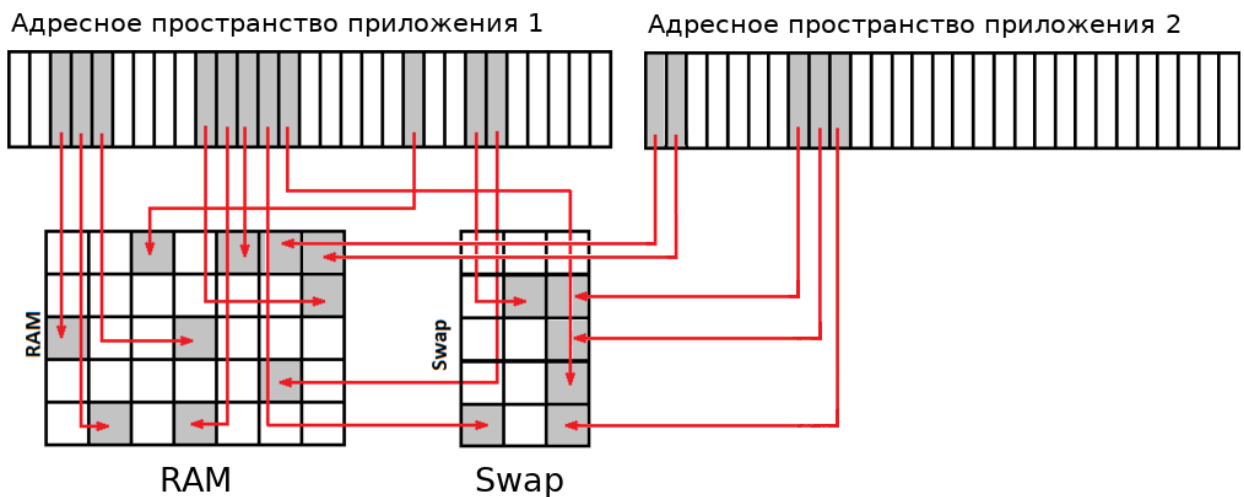 Адресное пространство приложения 1
Адресное пространство приложения 2
RAM
Swap
RAM
Swap